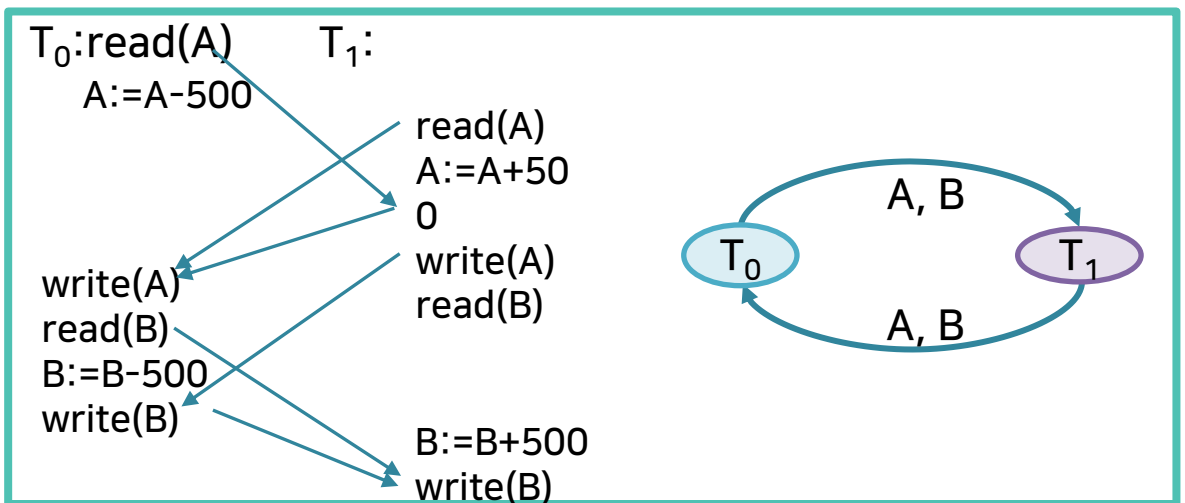 T₀:read(A) T₁:
A:=A-500
read(A)
A:=A+50
0
write(A)
read(B)
write(A)
read(B)
B:=B-500
write(B)
B:=B+500
write(B)
A, B
T₀ T₁
A, B